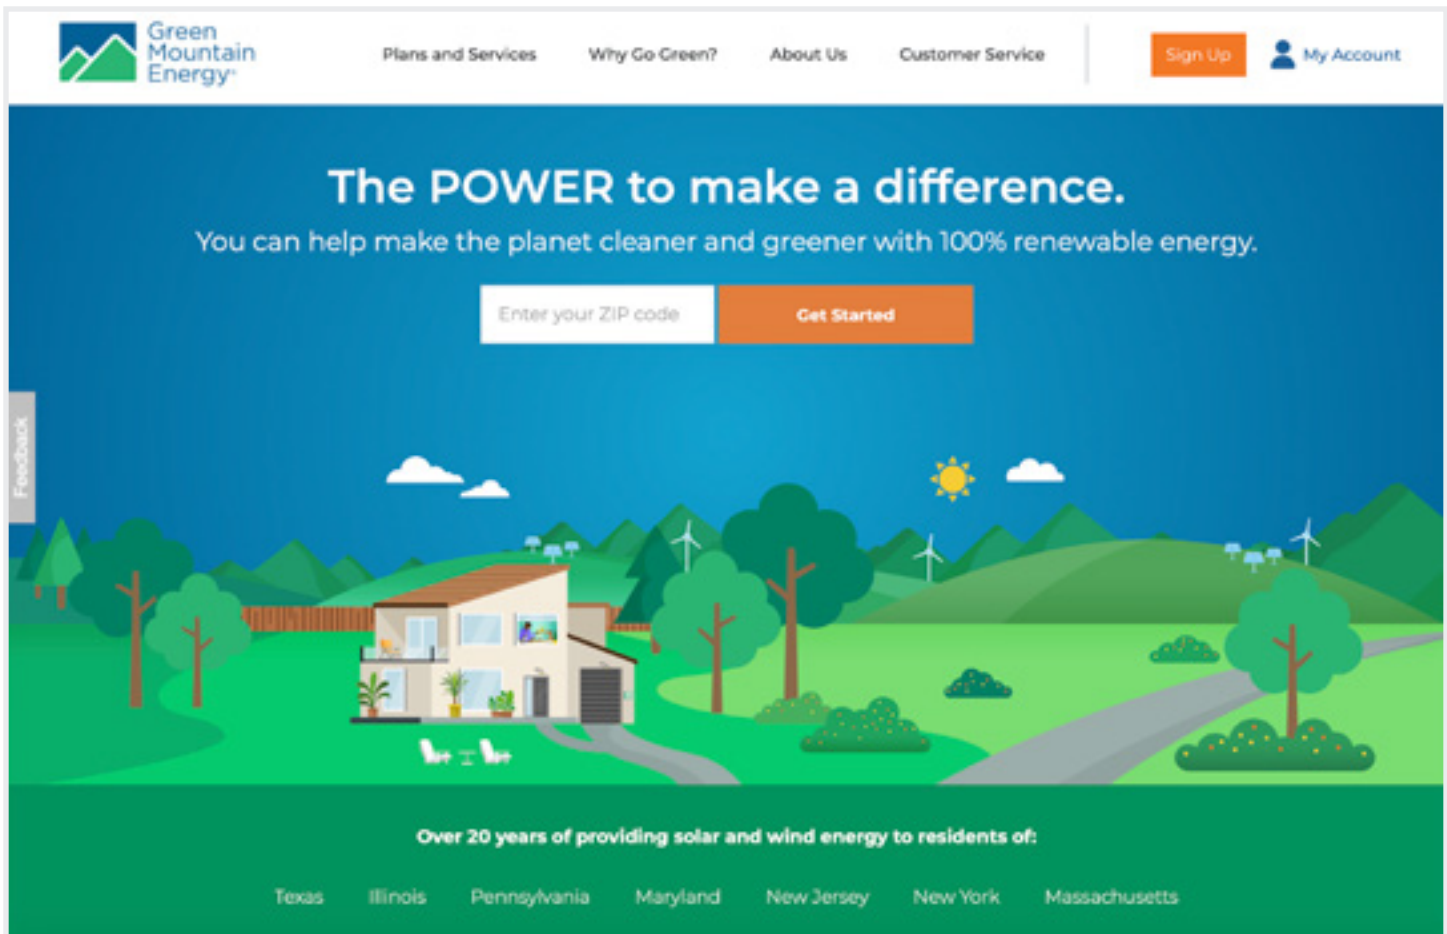 Green
Mountain
Energy
Plans and Services
Why Go Green?
About Us
Customer Service
Sign Up
My Account
The POWER to make a difference.
You can help make the planet cleaner and greener with 100% renewable energy.
Enter your ZIP code
Get Started
Feedback
Over 20 years of providing solar and wind energy to residents of:
Texas
Illinois
Pennsylvania
Maryland
New Jersey
New York
Massachusetts